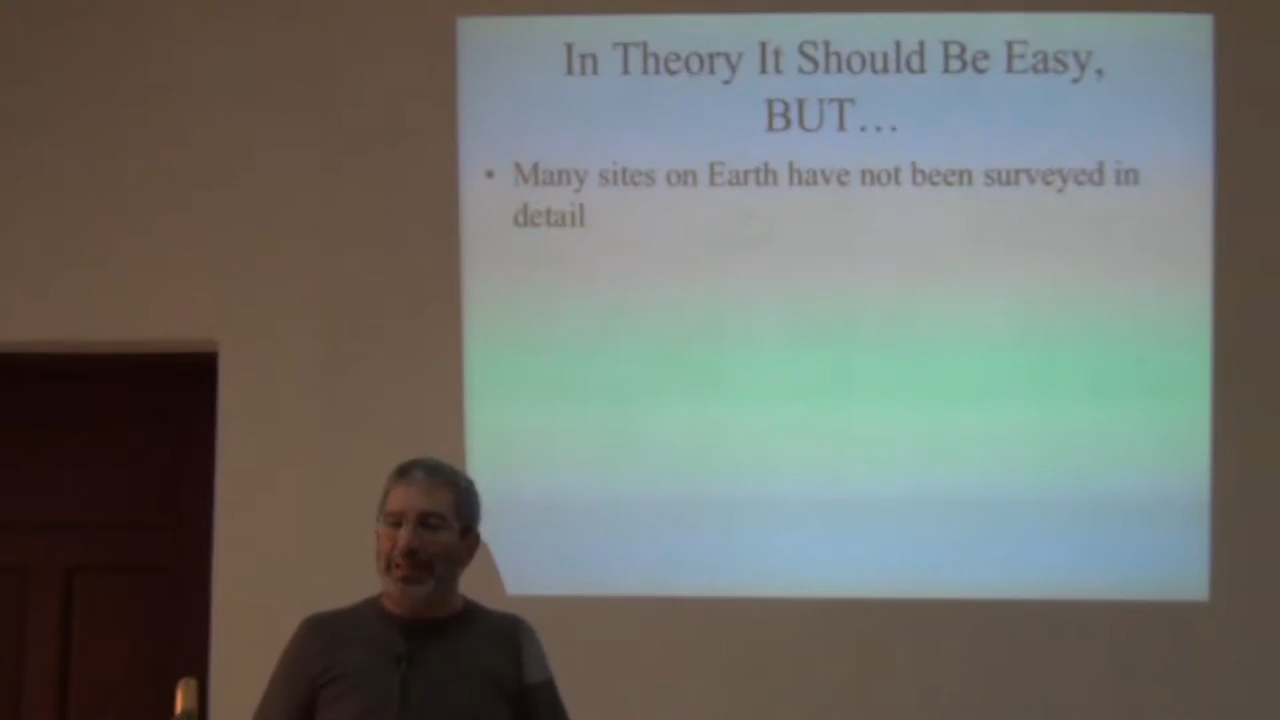 In Theory It Should Be Easy,
BUT...
• Many sites on Earth have not been surveyed in
detail